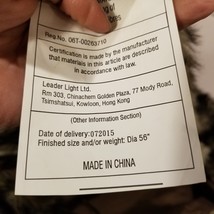 Reg No. 067-00263710
Certification is made by the manufacturer
that materials in this article are described
in accordance with law.
Leader Light Ltd.
Rm 303, Chinachem Golden Plaza, 77 Mody Road,
Tsimshatsui, Kowloon, Hong Kong
(Other Information Section)
Date of delivery:072015
Finished size and/or weight: Dia 56"
MADE IN CHINA